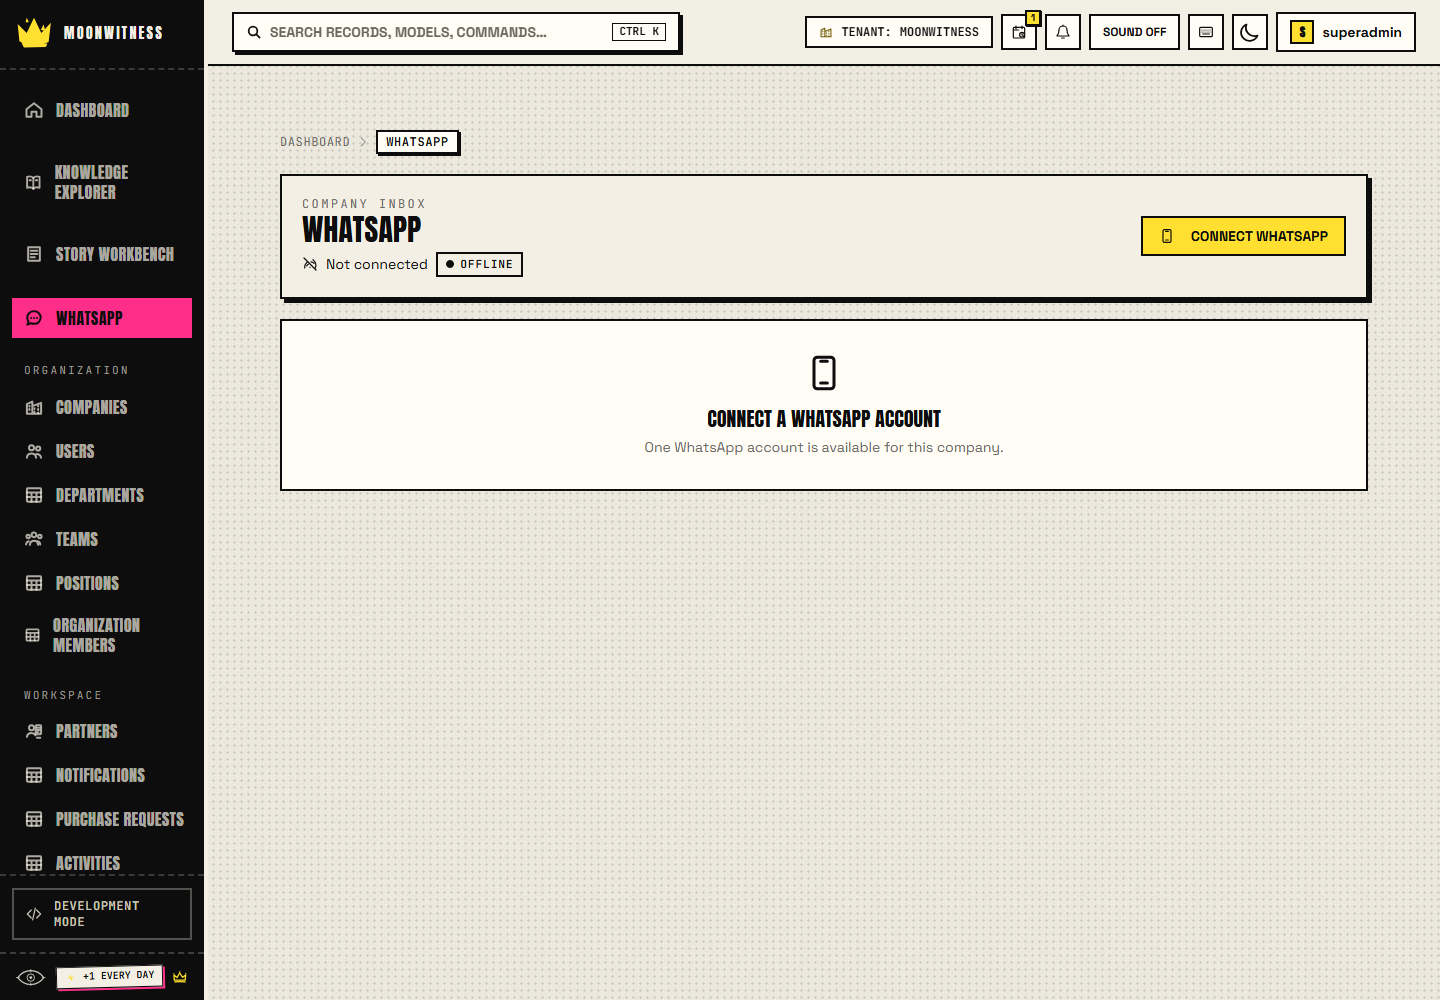 MOONWITNESS
SEARCH RECORDS, MODELS, COMMANDS...
CTRL K
TENANT: MOONWITNESS
1
SOUND OFF
$
superadmin
DASHBOARD
KNOWLEDGE
EXPLORER
STORY WORKBENCH
WHATSAPP
ORGANIZATION
COMPANIES
USERS
DEPARTMENTS
TEAMS
POSITIONS
ORGANIZATION
MEMBERS
WORKSPACE
PARTNERS
NOTIFICATIONS
PURCHASE REQUESTS
ACTIVITIES
DEVELOPMENT
MODE
+1 EVERY DAY
DASHBOARD
WHATSAPP
COMPANY INBOX
WHATSAPP
Not connected
OFFLINE
CONNECT WHATSAPP
CONNECT A WHATSAPP ACCOUNT
One WhatsApp account is available for this company.